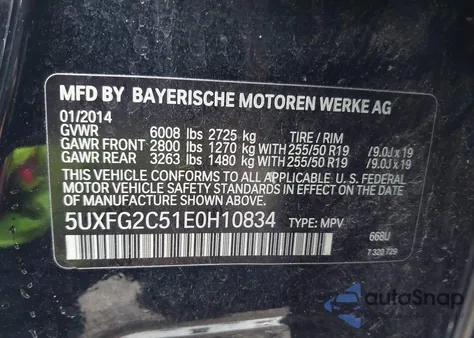 MFD BY BAYERISCHE MOTOREN WERKE AG
01/2014
GVWR 6008 lbs 2725 kg TIRE / RIM
GAWR FRONT 2800 lbs 1270 kg WITH 255/50 R19 /9.0J x 19
GAWR REAR 3263 lbs 1480 kg WITH 255/50 R19 /9.0J x 19
THIS VEHICLE CONFORMS TO ALL APPLICABLE U.S. FEDERAL
MOTOR VEHICLE SAFETY STANDARDS IN EFFECT ON THE DATE
OF MANUFACTURE SHOWN ABOVE.
5UXFG2C51E0H10834 TYPE: MPV
668U
7 320 729
autoSnap